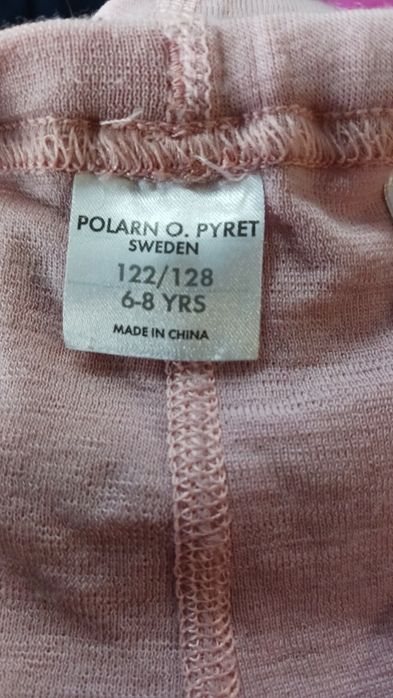 POLARN O. PYRET
SWEDEN
122/128
6-8 YRS
MADE IN CHINA